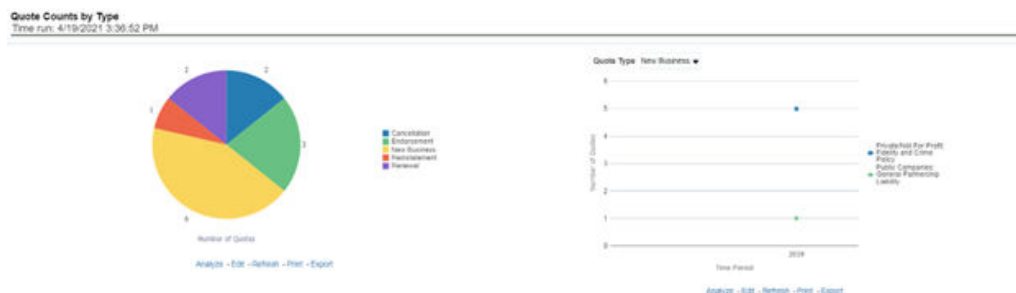 Quote Counts by Type
Time run: 4/19/2021 3:36:52 PM
2
2
1
3
6
Cancellation
Endorsement
New Business
Reinstatement
Renewal
Number of Quotes
Analyze - Edit - Refresh - Print - Export
Quote Type New Business
6
5
4
3
2
1
0
Number of Quotes
2019
Time Period
Private/Not-For-Profit:
Fidelity and Crime
Policy
Public Companies:
General Partnership
Liability
Analyze - Edit - Refresh - Print - Export